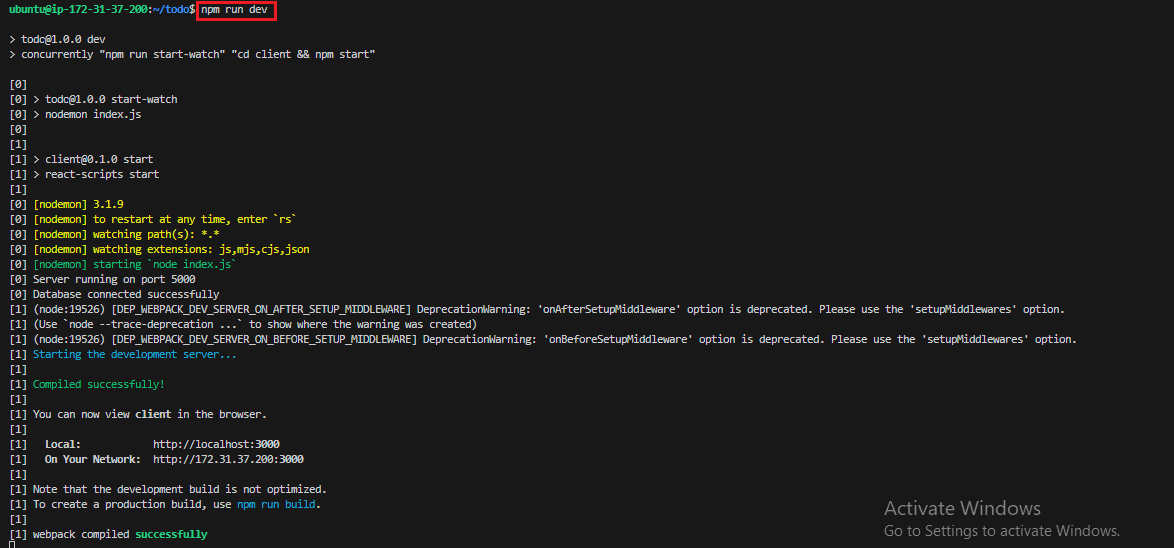 ubuntu@ip-172-31-37-200:~/todo$ npm run dev
> todc@1.0.0 dev
> concurrently "npm run start-watch" "cd client && npm start"
[0]
[0] > todc@1.0.0 start-watch
[0] > nodemon index.js
[0]
[1]
[1] > client@0.1.0 start
[1] > react-scripts start
[1]
[0] [nodemon] 3.1.9
[0] [nodemon] to restart at any time, enter `rs`
[0] [nodemon] watching path(s): *.*
[0] [nodemon] watching extensions: js,mjs,cjs,json
[0] [nodemon] starting `node index.js`
[0] Server running on port 5000
[0] Database connected successfully
[1] (node:19526) [DEP_WEBPACK_DEV_SERVER_ON_AFTER_SETUP_MIDDLEWARE] DeprecationWarning: 'onAfterSetupMiddleware' option is deprecated. Please use the 'setupMiddlewares' option.
[1] (Use `node --trace-deprecation ...` to show where the warning was created)
[1] (node:19526) [DEP_WEBPACK_DEV_SERVER_ON_BEFORE_SETUP_MIDDLEWARE] DeprecationWarning: 'onBeforeSetupMiddleware' option is deprecated. Please use the 'setupMiddlewares' option.
[1] Starting the development server...
[1]
[1] Compiled successfully!
[1]
[1] You can now view client in the browser.
[1]
[1]   Local:            http://localhost:3000
[1]   On Your Network:  http://172.31.37.200:3000
[1]
[1] Note that the development build is not optimized.
[1] To create a production build, use npm run build.
[1]
[1] webpack compiled successfully
Activate Windows
Go to Settings to activate Windows.